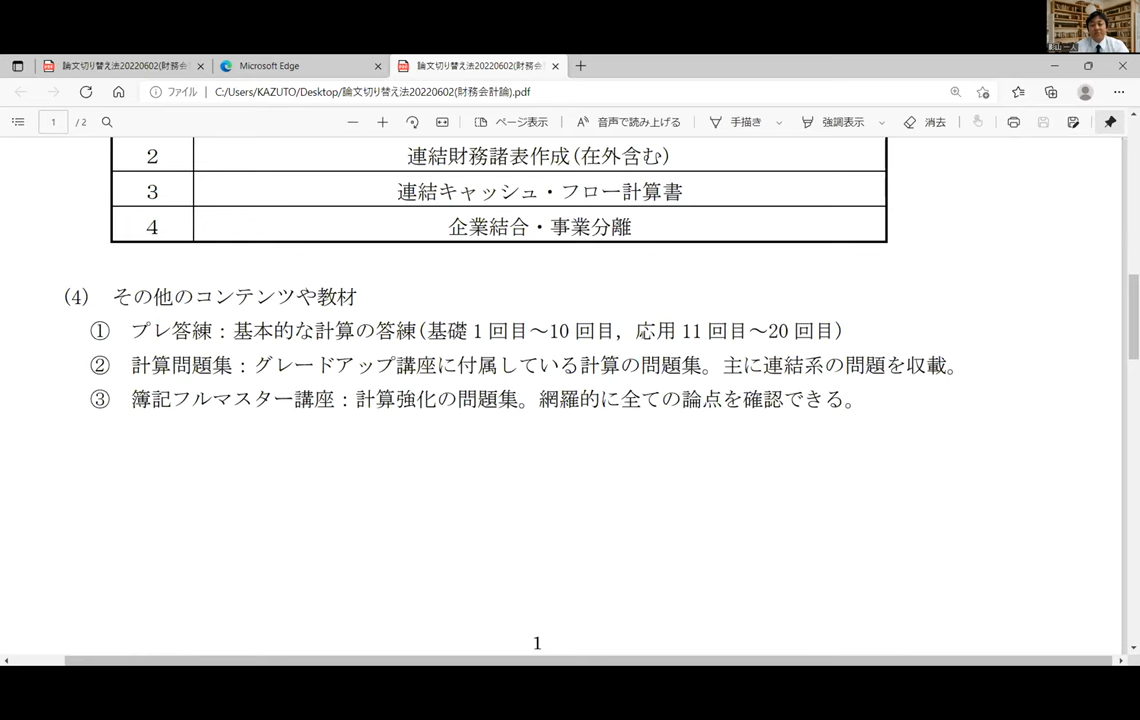 影山一人
論文切り替え法20220602(財務会
Microsoft Edge
論文切り替え法20220602(財務会
ファイル | C:/Users/KAZUTO/Desktop/論文切り替え法20220602(財務会計論).pdf
1 / 2
ページ表示
音声で読み上げる
手描き
強調表示
消去
2 連結財務諸表作成(在外含む)
3 連結キャッシュ・フロー計算書
4 企業結合・事業分離
(4) その他のコンテンツや教材
① プレ答練：基本的な計算の答練(基礎1回目～10回目，応用11回目～20回目)
② 計算問題集：グレードアップ講座に付属している計算の問題集。主に連結系の問題を収載。
③ 簿記フルマスター講座：計算強化の問題集。網羅的に全ての論点を確認できる。
1